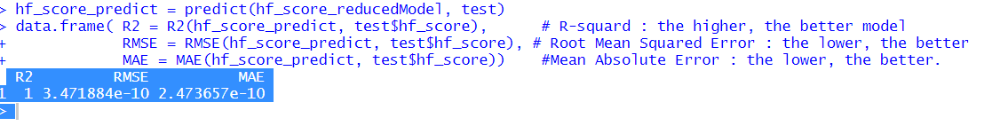 > hf_score_predict = predict(hf_score_reducedModel, test)
> data.frame( R2 = R2(hf_score_predict, test$hf_score),        # R-squard : the higher, the better model
+             RMSE = RMSE(hf_score_predict, test$hf_score), # Root Mean Squared Error : the lower, the better
+             MAE = MAE(hf_score_predict, test$hf_score))    #Mean Absolute Error : the lower, the better.
  R2         RMSE          MAE
1  1 3.471884e-10 2.473657e-10
>